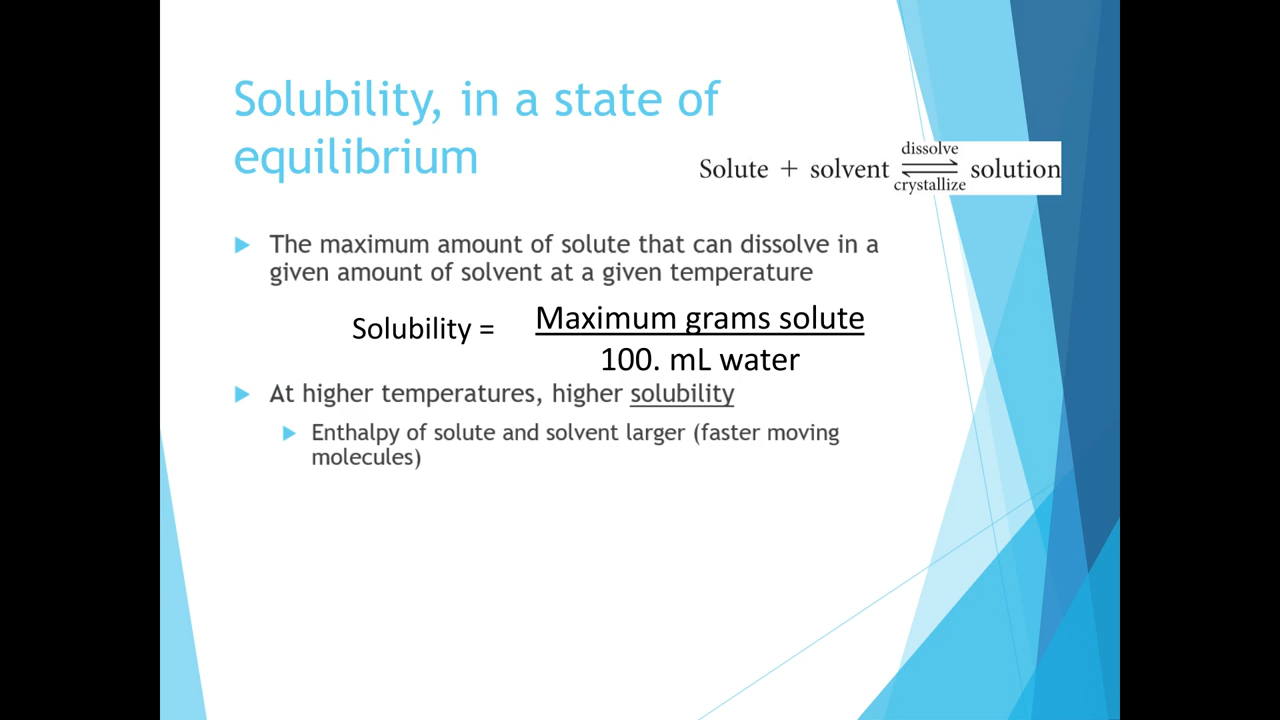 Solubility, in a state of
equilibrium
dissolve
Solute + solvent ⇌ solution
crystallize
The maximum amount of solute that can dissolve in a
given amount of solvent at a given temperature
Solubility = Maximum grams solute
100. mL water
At higher temperatures, higher solubility
Enthalpy of solute and solvent larger (faster moving
molecules)